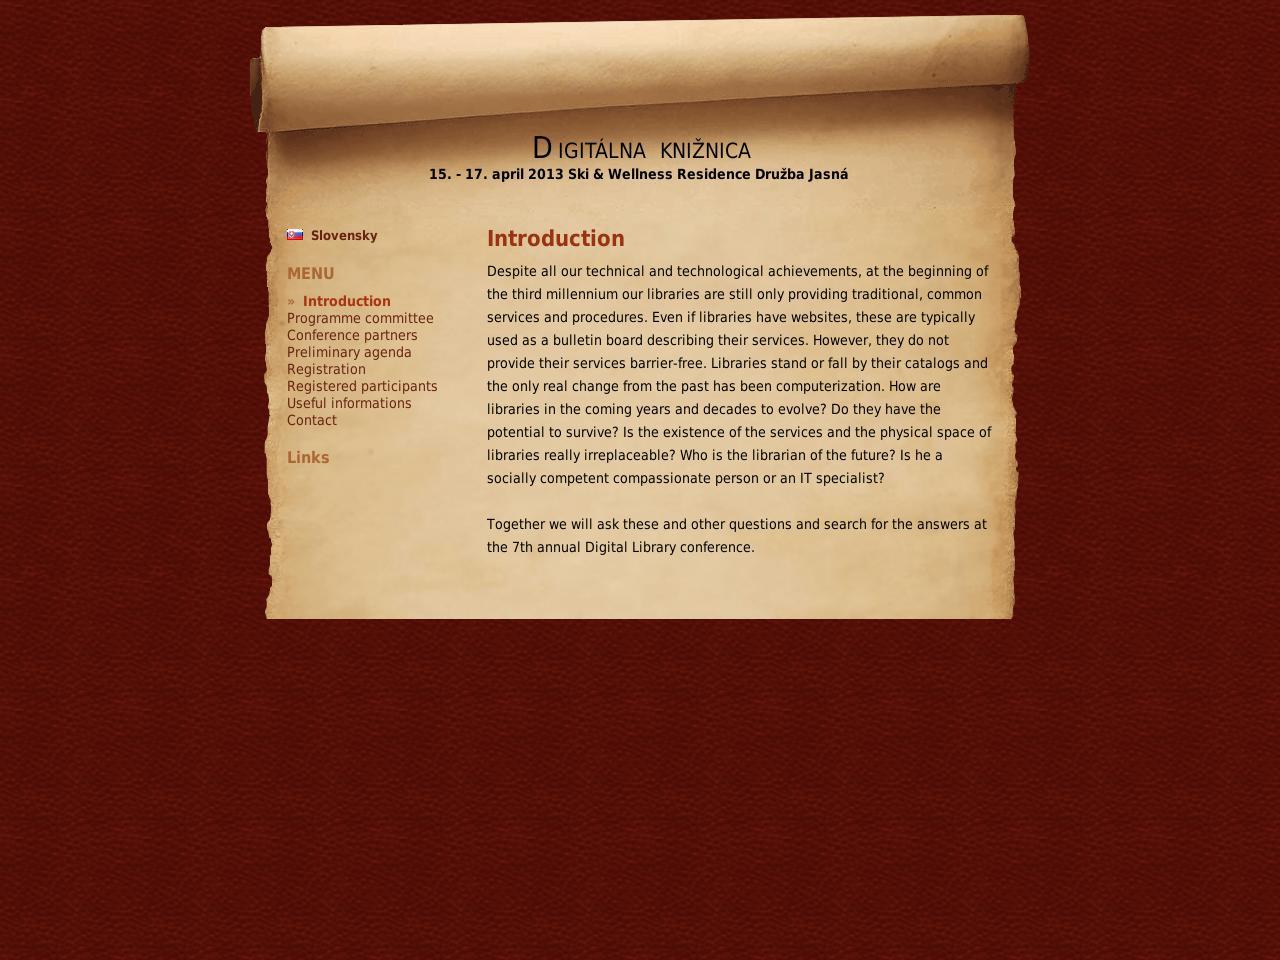 DIGITÁLNA KNIŽNICA
15. - 17. april 2013 Ski & Wellness Residence Družba Jasná
Slovensky
MENU
» Introduction
Programme committee
Conference partners
Preliminary agenda
Registration
Registered participants
Useful informations
Contact
Links
Introduction
Despite all our technical and technological achievements, at the beginning of
the third millennium our libraries are still only providing traditional, common
services and procedures. Even if libraries have websites, these are typically
used as a bulletin board describing their services. However, they do not
provide their services barrier-free. Libraries stand or fall by their catalogs and
the only real change from the past has been computerization. How are
libraries in the coming years and decades to evolve? Do they have the
potential to survive? Is the existence of the services and the physical space of
libraries really irreplaceable? Who is the librarian of the future? Is he a
socially competent compassionate person or an IT specialist?
Together we will ask these and other questions and search for the answers at
the 7th annual Digital Library conference.